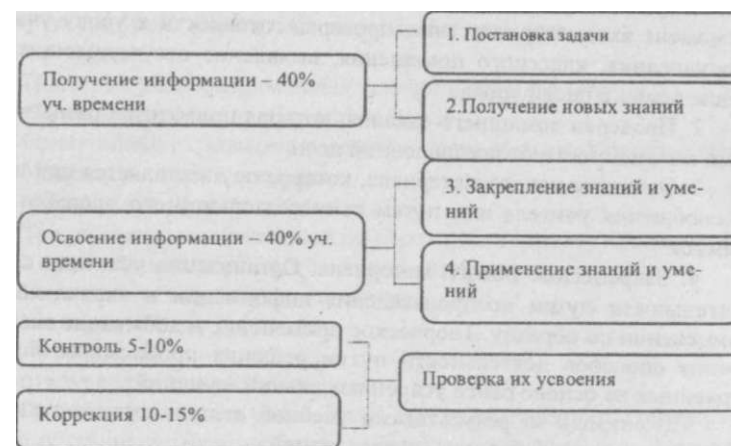 Получение информации – 40%
уч. времени
Освоение информации – 40% уч.
времени
Контроль 5-10%
Коррекция 10-15%
1. Постановка задачи
2.Получение новых знаний
3. Закрепление знаний и уме-
ний
4.Применение знаний и уме-
ний
Проверка их усвоения